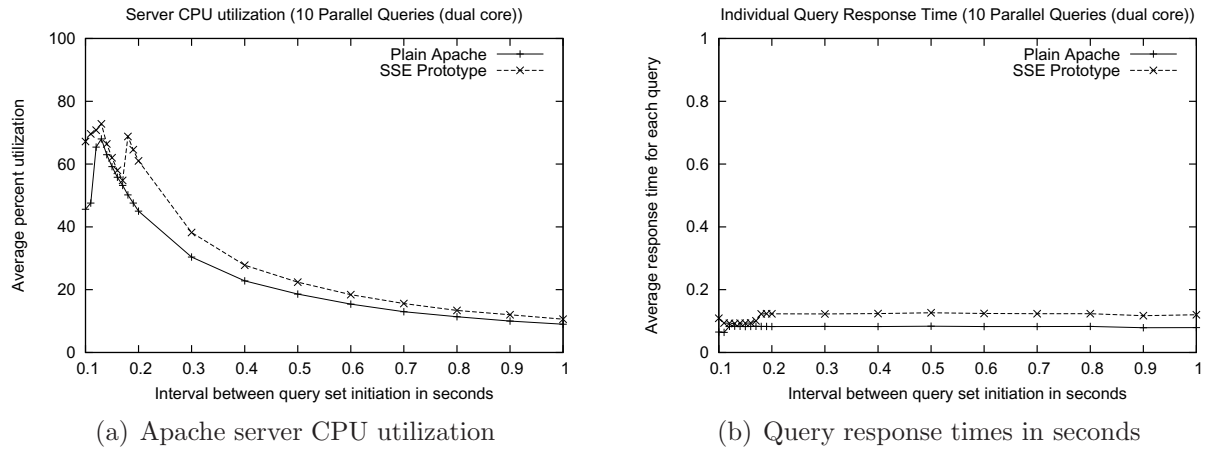 Server CPU utilization (10 Parallel Queries (dual core))
100
80
60
40
20
0
Average percent utilization
Plain Apache
SSE Prototype
0.1 0.2 0.3 0.4 0.5 0.6 0.7 0.8 0.9 1
Interval between query set initiation in seconds
(a) Apache server CPU utilization
Individual Query Response Time (10 Parallel Queries (dual core))
1
0.8
0.6
0.4
0.2
0
Average response time for each query
Plain Apache
SSE Prototype
0.1 0.2 0.3 0.4 0.5 0.6 0.7 0.8 0.9 1
Interval between query set initiation in seconds
(b) Query response times in seconds